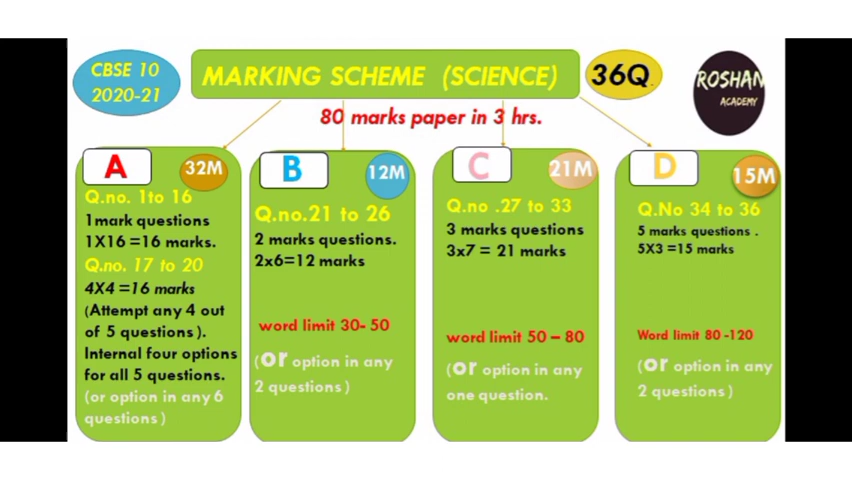 CBSE 10
2020-21
MARKING SCHEME (SCIENCE)
36Q.
ROSHAN
ACADEMY
80 marks paper in 3 hrs.
A
32M
Q.no. 1to 16
1mark questions
1X16 =16 marks.
Q.no. 17 to 20
4X4 =16 marks
(Attempt any 4 out
of 5 questions ).
Internal four options
for all 5 questions.
(or option in any 6
questions )
B
12M
Q.no.21 to 26
2 marks questions.
2x6=12 marks
word limit 30- 50
(or option in any
2 questions )
C
21M
Q.no .27 to 33
3 marks questions
3x7 = 21 marks
word limit 50 – 80
(or option in any
one question.
D
15M
Q.No 34 to 36
5 marks questions .
5X3 =15 marks
Word limit 80 -120
(or option in any
2 questions )